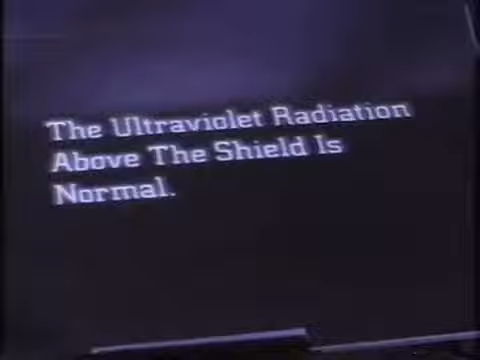 The Ultraviolet Radiation
Above The Shield Is
Normal.